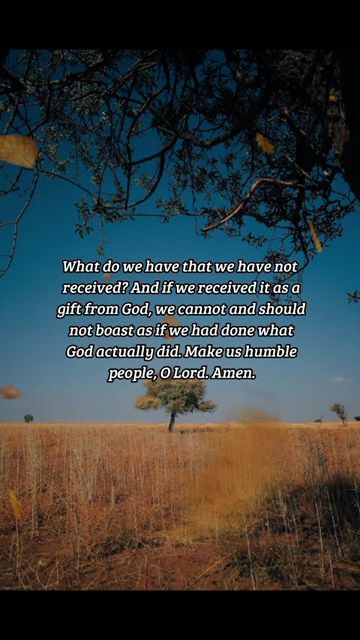 What do we have that we have not
received? And if we received it as a
gift from God, we cannot and should
not boast as if we had done what
God actually did. Make us humble
people, O Lord. Amen.